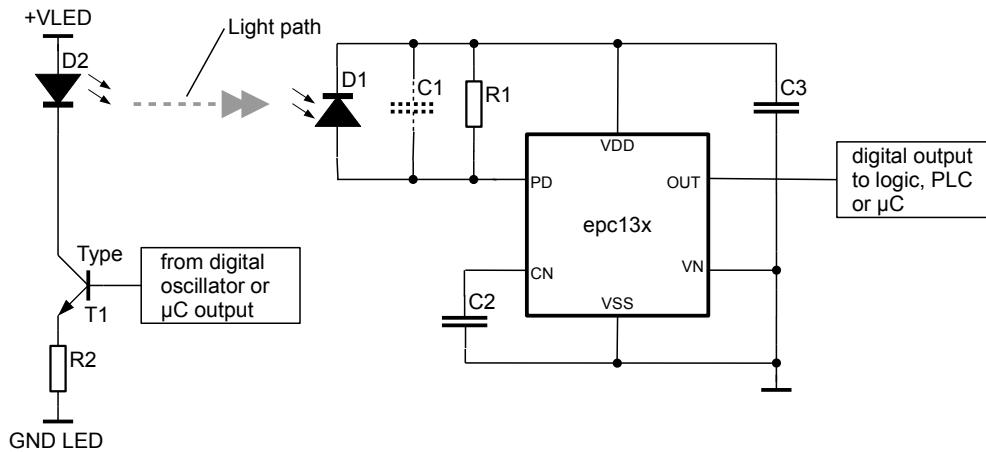 +VLED
D2
Light path
D1
C1
R1
C3
VDD
PD
OUT
epc13x
CN
VN
VSS
C2
digital output
to logic, PLC
or µC
Type
T1
from digital
oscillator or
µC output
R2
GND LED